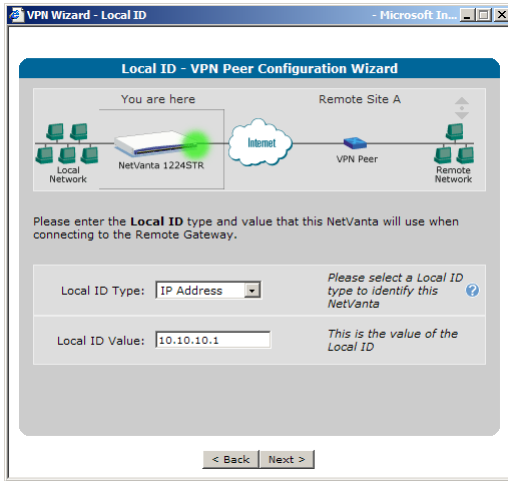 VPN Wizard - Local ID - Microsoft In...
Local ID - VPN Peer Configuration Wizard
You are here
Remote Site A
Internet
Local
Network
NetVanta 1224STR
VPN Peer
Remote
Network
Please enter the Local ID type and value that this NetVanta will use when
connecting to the Remote Gateway.
Local ID Type:
IP Address
Please select a Local ID
type to identify this
NetVanta
?
Local ID Value:
10.10.10.1
This is the value of the
Local ID
< Back
Next >